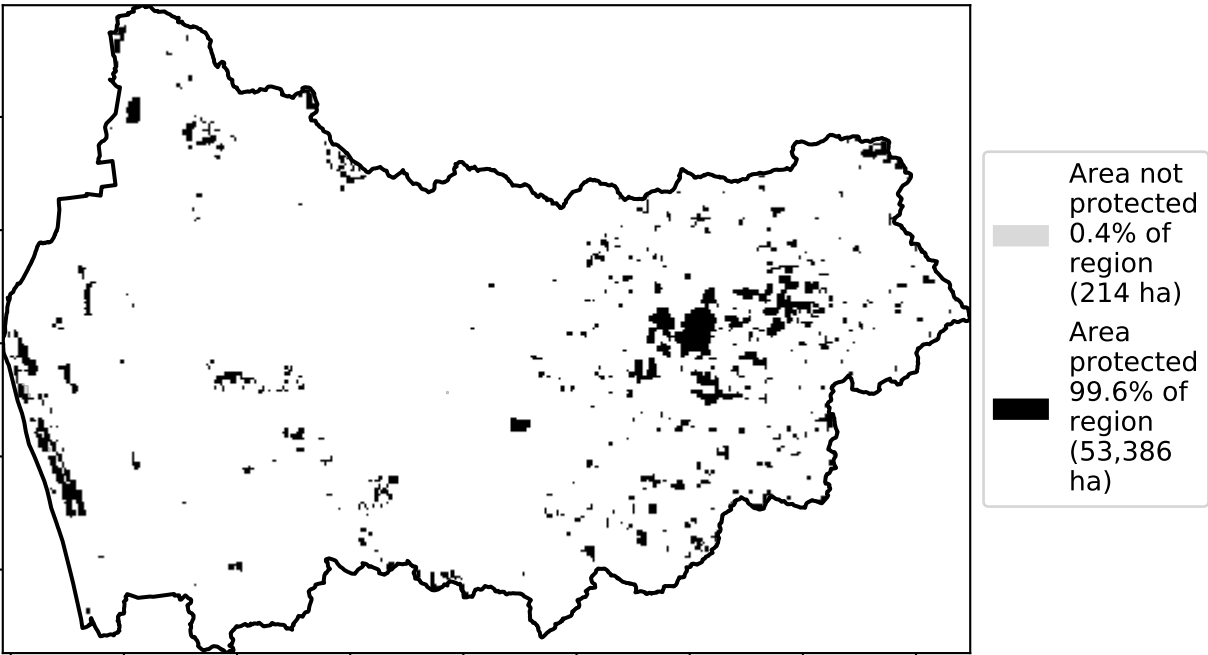 Area not
protected
0.4% of
region
(214 ha)
Area
protected
99.6% of
region
(53,386
ha)